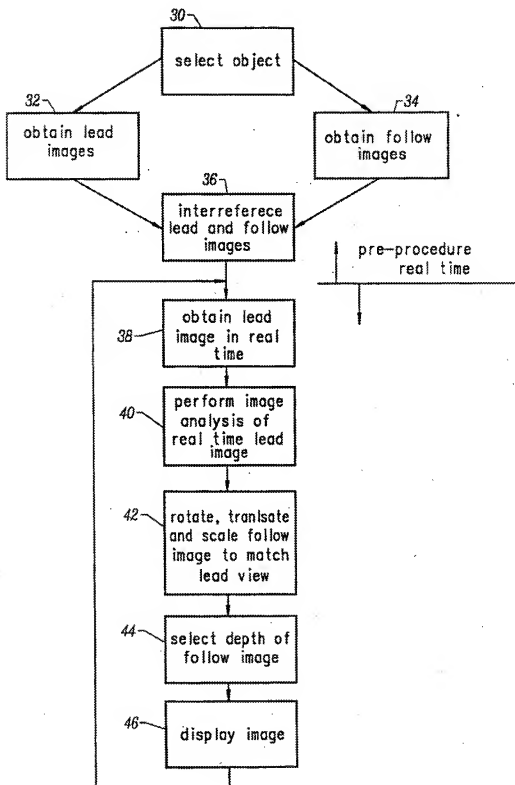 30
select object
32
obtain lead
images
34
obtain follow
images
36
interreferece
lead and follow
images
pre-procedure
real time
38
obtain lead
image in real
time
40
perform image
analysis of
real time lead
image
42
rotate, tranlsate
and scale follow
image to match
lead view
44
select depth of
follow image
46
display image